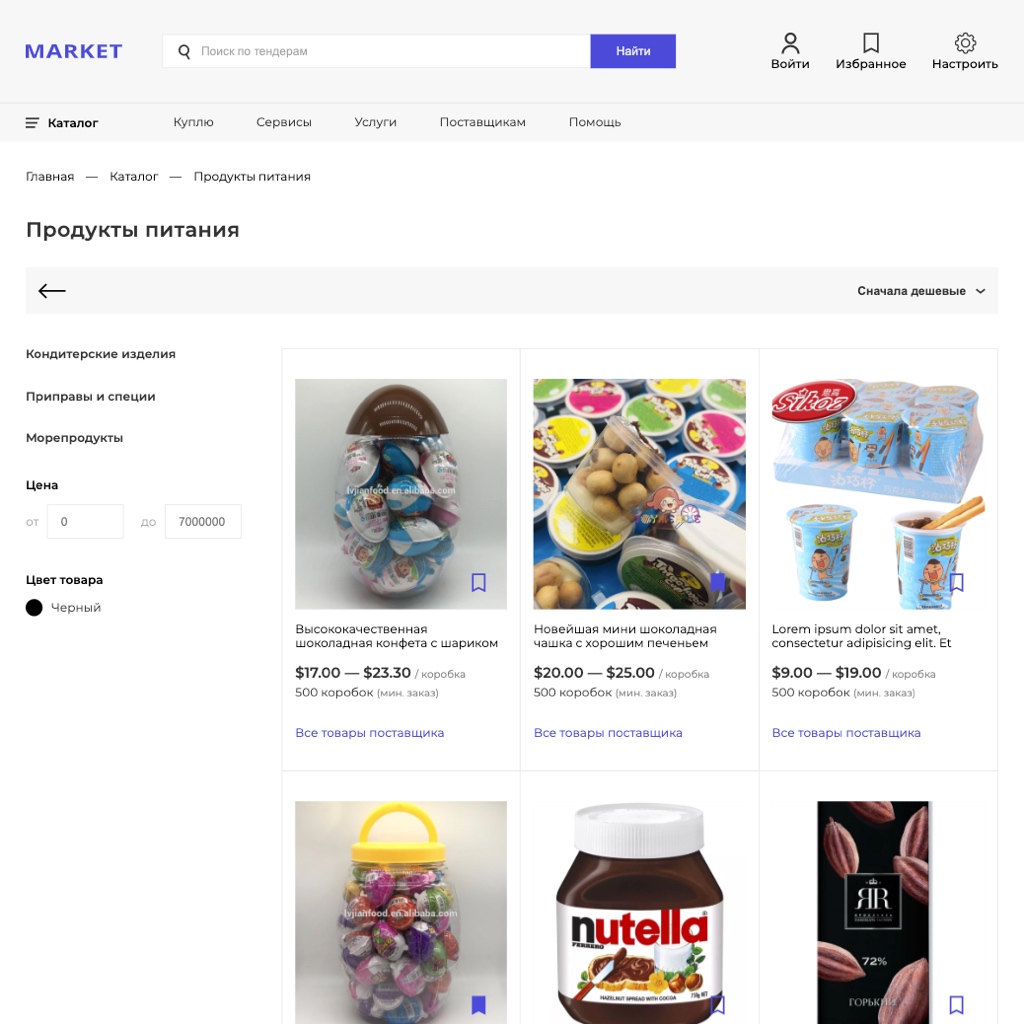 MARKET
Поиск по тендерам
Найти
Войти
Избранное
Настроить
Каталог
Куплю
Сервисы
Услуги
Поставщикам
Помощь
Главная — Каталог — Продукты питания
Продукты питания
Сначала дешевые
Кондитерские изделия
Приправы и специи
Морепродукты
Цена
от 0 до 7000000
Цвет товара
Черный
lvjianfood.en.alibaba.com
Sikoz
Высококачественная
шоколадная конфета с шариком
$17.00 — $23.30 / коробка
500 коробок (мин. заказ)
Все товары поставщика
Новейшая мини шоколадная
чашка с хорошим печеньем
$20.00 — $25.00 / коробка
500 коробок (мин. заказ)
Все товары поставщика
Lorem ipsum dolor sit amet,
consectetur adipisicing elit. Et
$9.00 — $19.00 / коробка
500 коробок (мин. заказ)
Все товары поставщика
lvjianfood.en.alibaba.com
nutella
FERRERO
HAZELNUT SPREAD WITH COCOA
72%
ГОРЬКИЙ